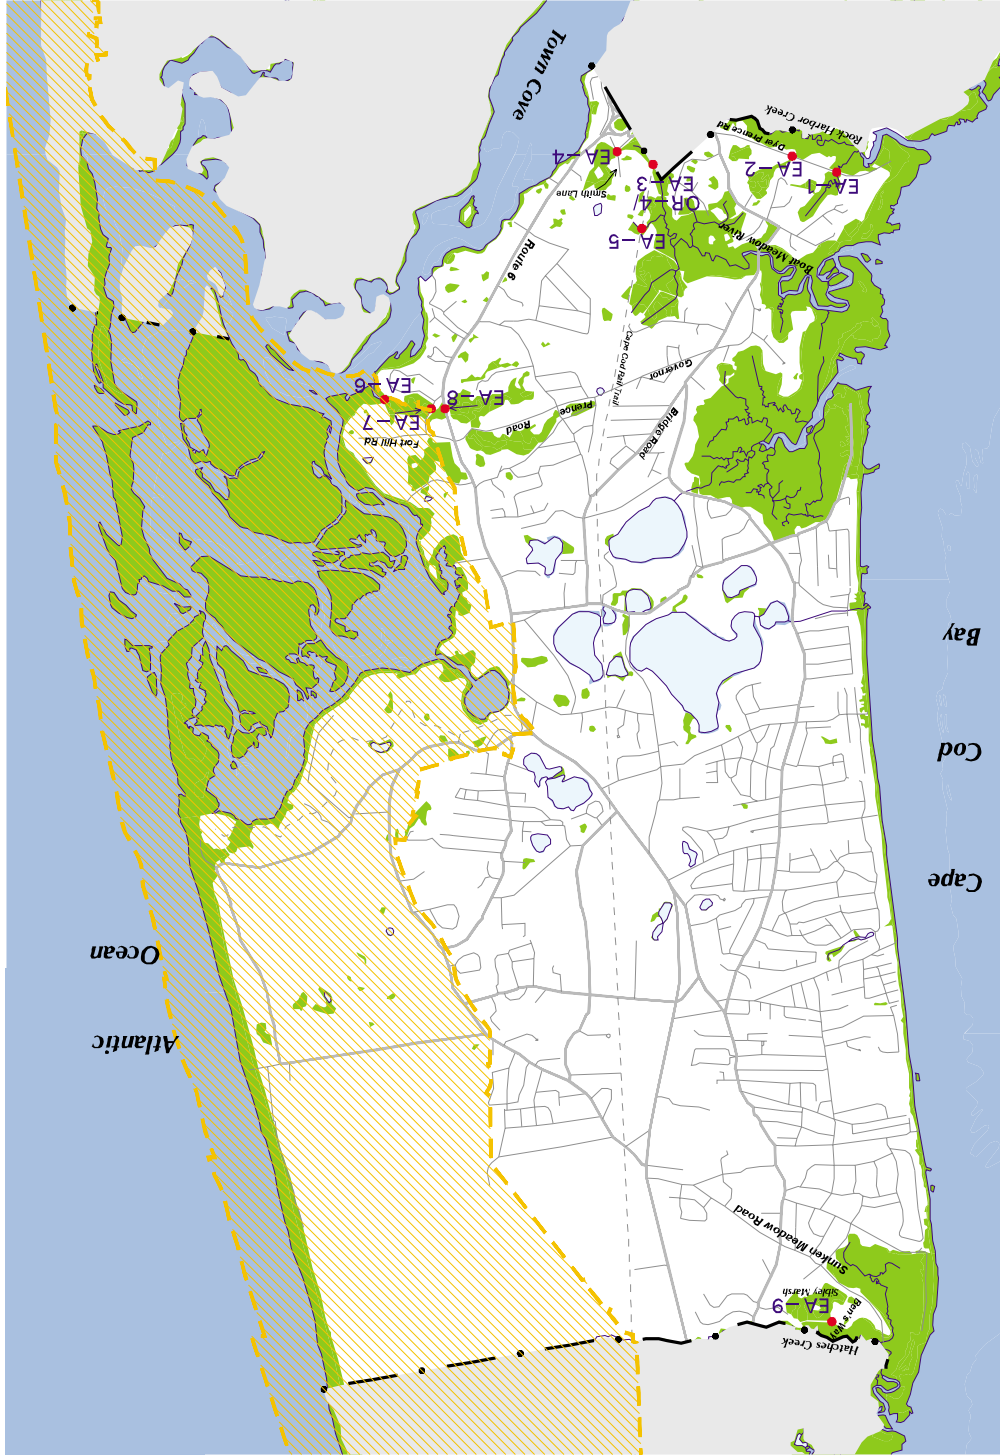 Hatches Creek
Ben's Way
EA-9
Sibley Marsh
Sunken Meadow Road
Atlantic
Ocean
Cape
Cod
Bay
Bridge Road
Road
Prence
Governor
Cape Cod Rail Trail
Fort Hill Rd
EA-7
EA-8
EA-6
Route 6
Boat Meadow River
EA-5
OR-4/
EA-3
Smith Lane
EA-1
EA-2
EA-4
Dyer Prence Rd
Rock Harbor Creek
Town Cove